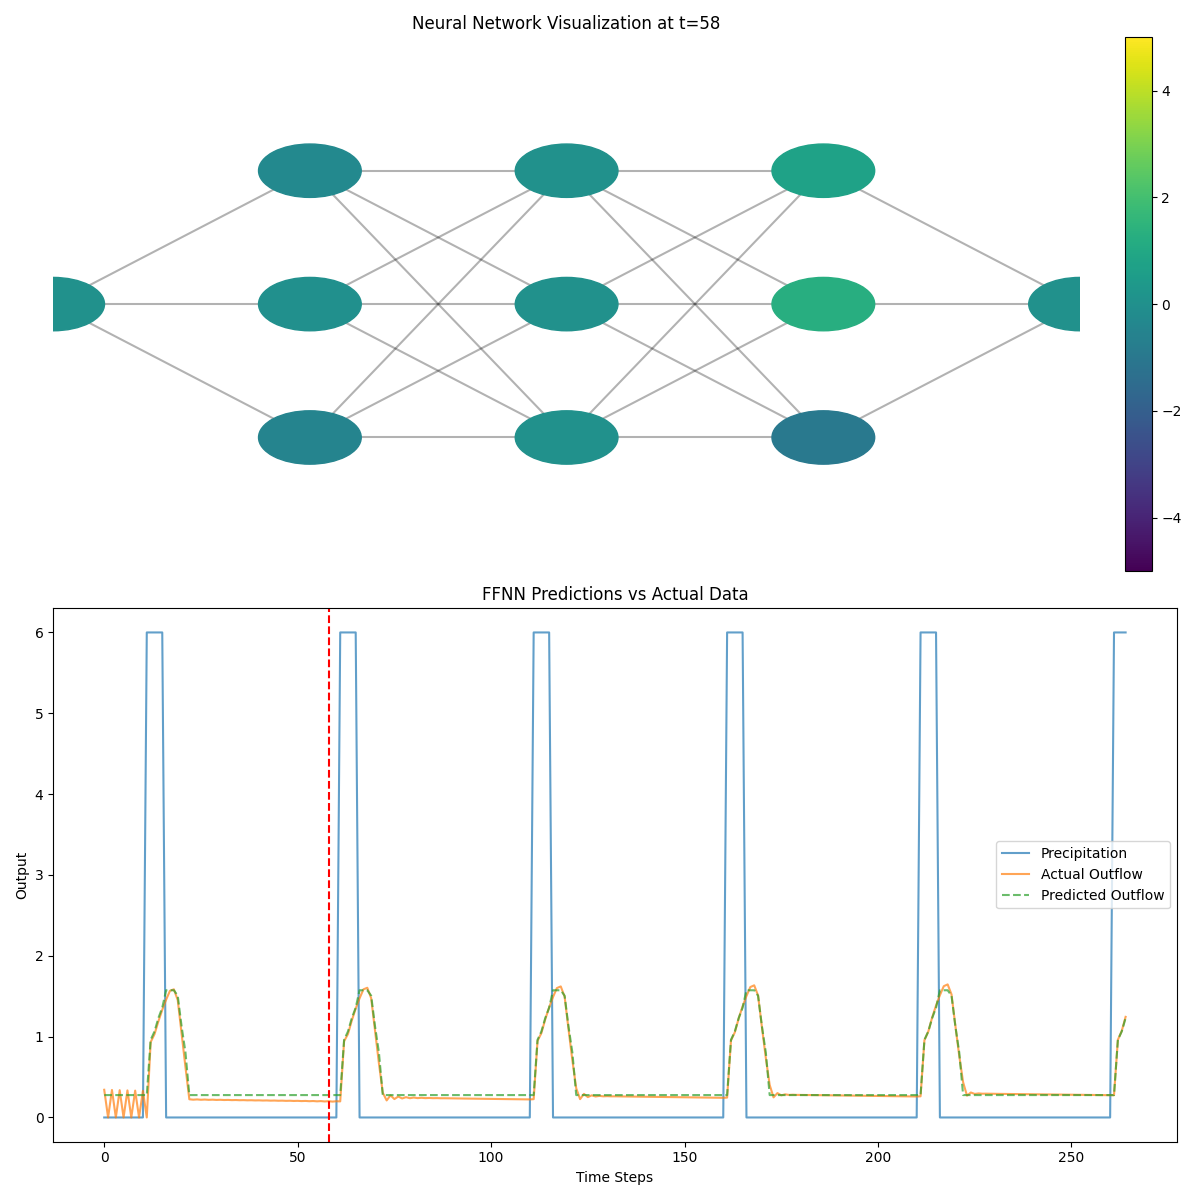 Neural Network Visualization at t=58
4
2
0
−2
−4
FFNN Predictions vs Actual Data
6
5
4
3
2
1
0
Output
Precipitation
Actual Outflow
Predicted Outflow
0 50 100 150 200 250
Time Steps